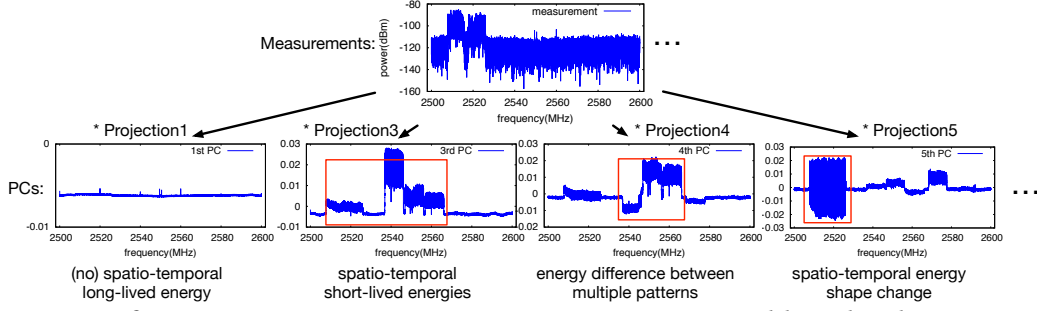 Measurements:
power(dBm)
-80
-100
-120
-140
-160
measurement
2500 2520 2540 2560 2580 2600
frequency(MHz)
...
* Projection1
* Projection3
* Projection4
* Projection5
PCs:
0
-0.01
1st PC
2500 2520 2540 2560 2580 2600
frequency(MHz)
0.03
0.02
0.01
0
-0.01
3rd PC
2500 2520 2540 2560 2580 2600
frequency(MHz)
0.03
0.02
0.01
0
-0.01
-0.02
4th PC
2500 2520 2540 2560 2580 2600
frequency(MHz)
0.03
0.02
0.01
0
-0.01
-0.02
-0.03
5th PC
2500 2520 2540 2560 2580 2600
frequency(MHz)
...
(no) spatio-temporal
long-lived energy
spatio-temporal
short-lived energies
energy difference between
multiple patterns
spatio-temporal energy
shape change